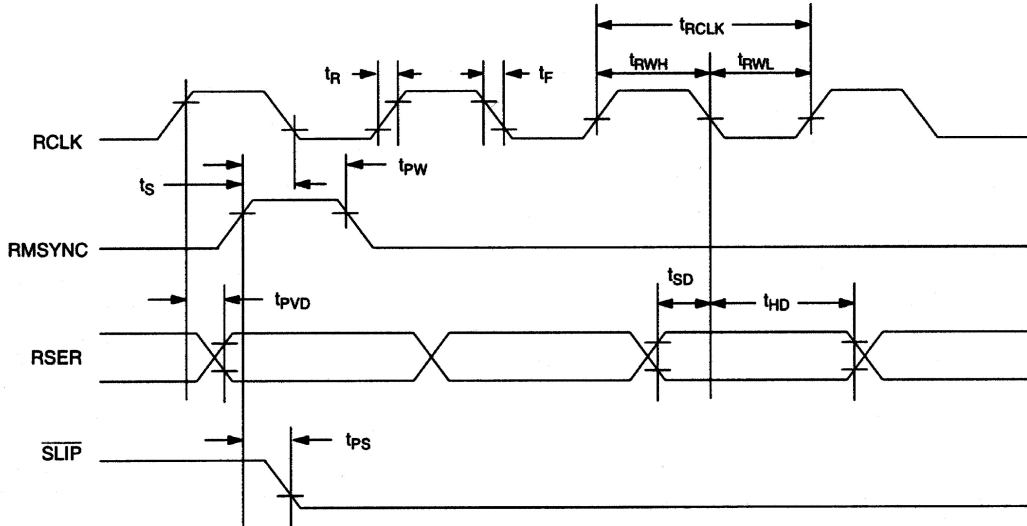 tRCLK
tRWH tRWL
tR tF
RCLK
tPW
tS
RMSYNC
tSD
tPVD tHD
RSER
tPS
SLIP